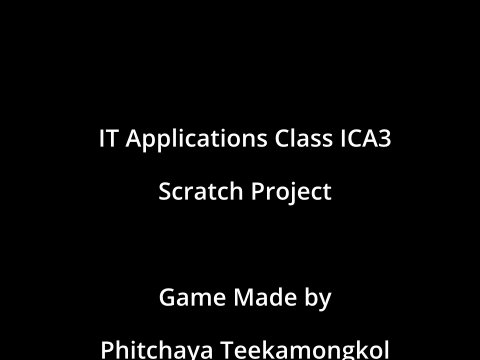 IT Applications Class ICA3
Scratch Project
Game Made by
Phitchaya Teekamongkol